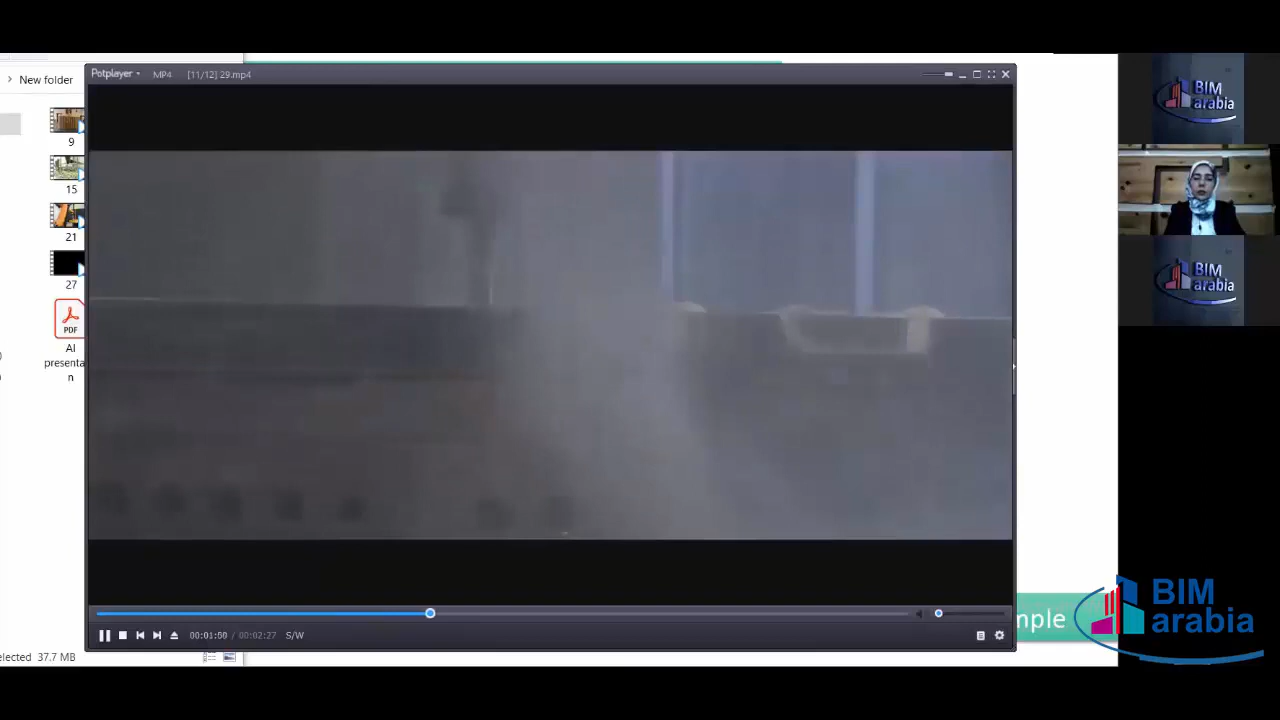 New folder
Potplayer
MP4
[11/12] 29.mp4
9
15
21
27
PDF
AI
presenta
n
00:01:50 / 00:02:27
S/W
elected 37.7 MB
mple
BIM
arabia
BIM
arabia
BIM
arabia